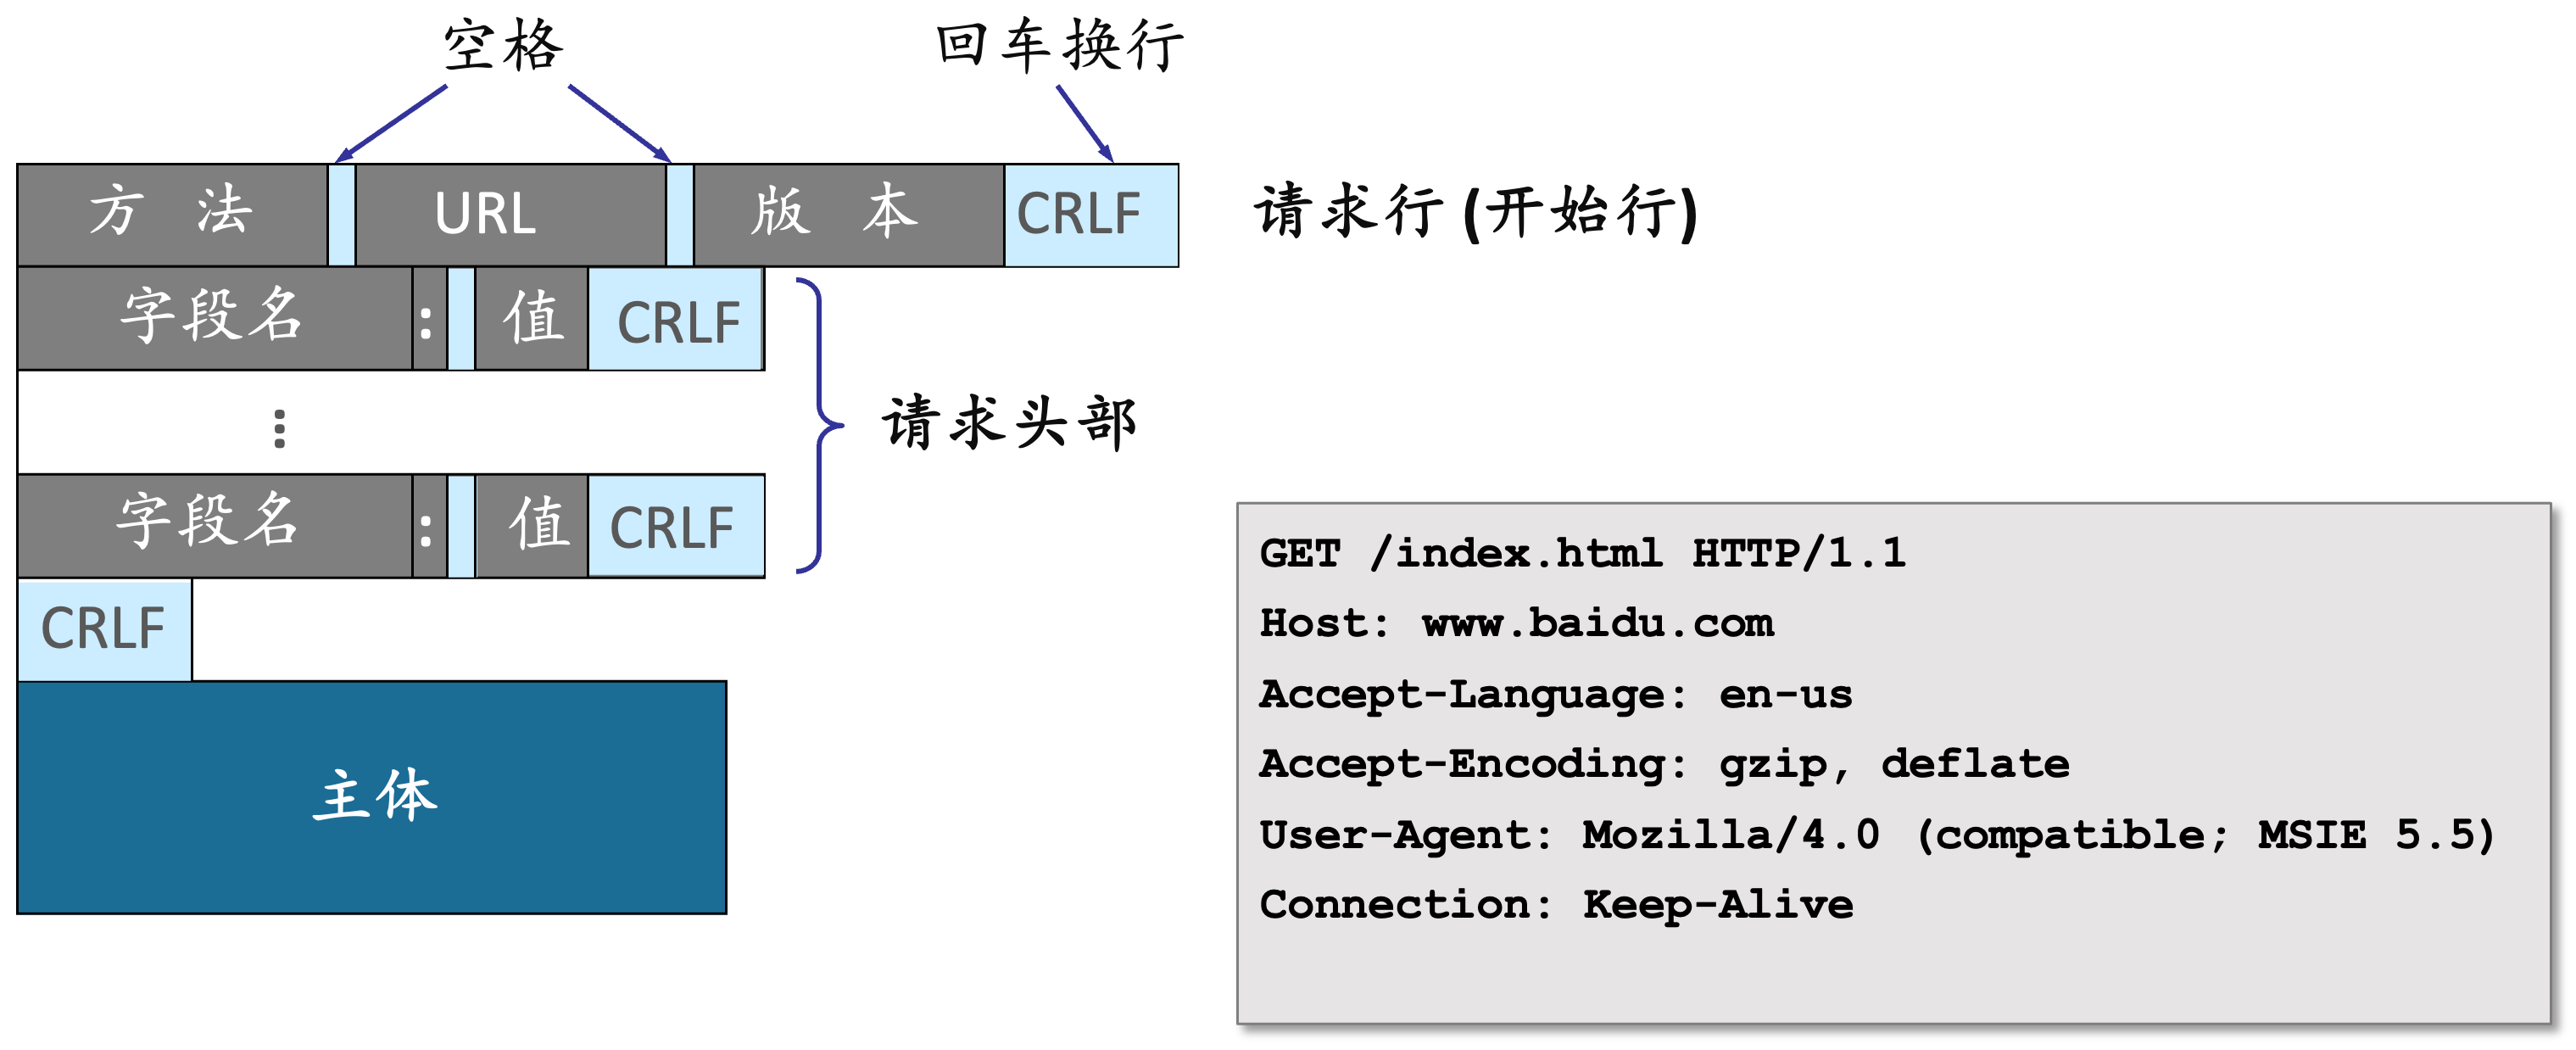 空格 回车换行
方 法 URL 版 本 CRLF 请求行(开始行)
字段名 : 值 CRLF
⋮ 请求头部
字段名 : 值 CRLF
CRLF
主体
GET /index.html HTTP/1.1
Host: www.baidu.com
Accept-Language: en-us
Accept-Encoding: gzip, deflate
User-Agent: Mozilla/4.0 (compatible; MSIE 5.5)
Connection: Keep-Alive